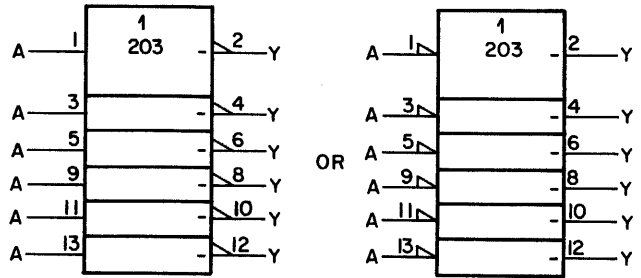 1
203
A 1 - 2 Y
A 3 - 4 Y
A 5 - 6 Y
A 9 - 8 Y
A 11 - 10 Y
A 13 - 12 Y
OR
1
203
A 1 - 2 Y
A 3 - 4 Y
A 5 - 6 Y
A 9 - 8 Y
A 11 - 10 Y
A 13 - 12 Y